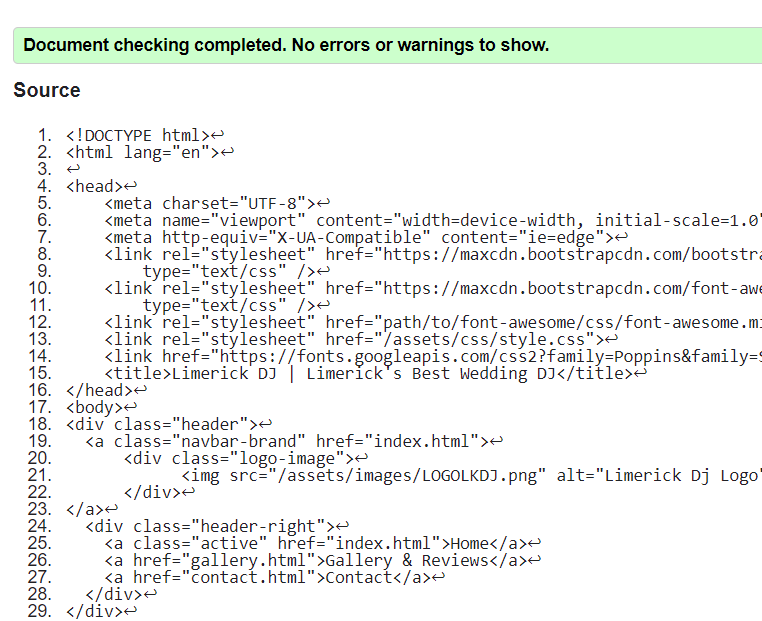 Document checking completed. No errors or warnings to show.
Source
1. <!DOCTYPE html>↩
2. <html lang="en">↩
3. ↩
4. <head>↩
5.     <meta charset="UTF-8">↩
6.     <meta name="viewport" content="width=device-width, initial-scale=1.0"
7.     <meta http-equiv="X-UA-Compatible" content="ie=edge">↩
8.     <link rel="stylesheet" href="https://maxcdn.bootstrapcdn.com/bootstra
9.         type="text/css" />↩
10.     <link rel="stylesheet" href="https://maxcdn.bootstrapcdn.com/font-awe
11.         type="text/css" />↩
12.     <link rel="stylesheet" href="path/to/font-awesome/css/font-awesome.mi
13.     <link rel="stylesheet" href="/assets/css/style.css">↩
14.     <link href="https://fonts.googleapis.com/css2?family=Poppins&family=S
15.     <title>Limerick DJ | Limerick's Best Wedding DJ</title>↩
16. </head>↩
17. <body>↩
18. <div class="header">↩
19.   <a class="navbar-brand" href="index.html">↩
20.       <div class="logo-image">↩
21.             <img src="/assets/images/LOGOLKDJ.png" alt="Limerick Dj Logo"
22.       </div>↩
23. </a>↩
24.   <div class="header-right">↩
25.     <a class="active" href="index.html">Home</a>↩
26.     <a href="gallery.html">Gallery & Reviews</a>↩
27.     <a href="contact.html">Contact</a>↩
28.   </div>↩
29. </div>↩